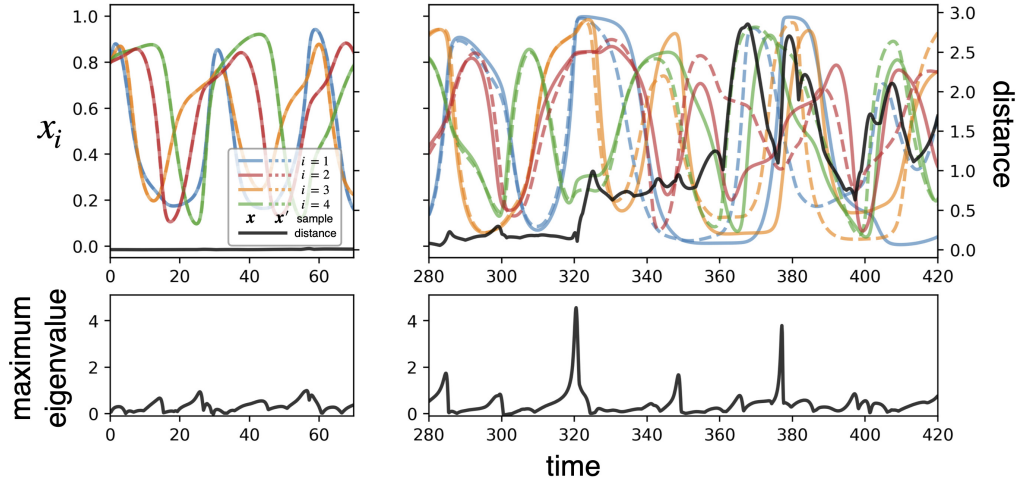 1.0
0.8
0.6
0.4
0.2
0.0
x_i
0 20 40 60
i = 1
i = 2
i = 3
i = 4
x x' sample
distance
3.0
2.5
2.0
1.5
1.0
0.5
0.0
distance
280 300 320 340 360 380 400 420
maximum
eigenvalue
4
2
0
0 20 40 60
4
2
0
280 300 320 340 360 380 400 420
time